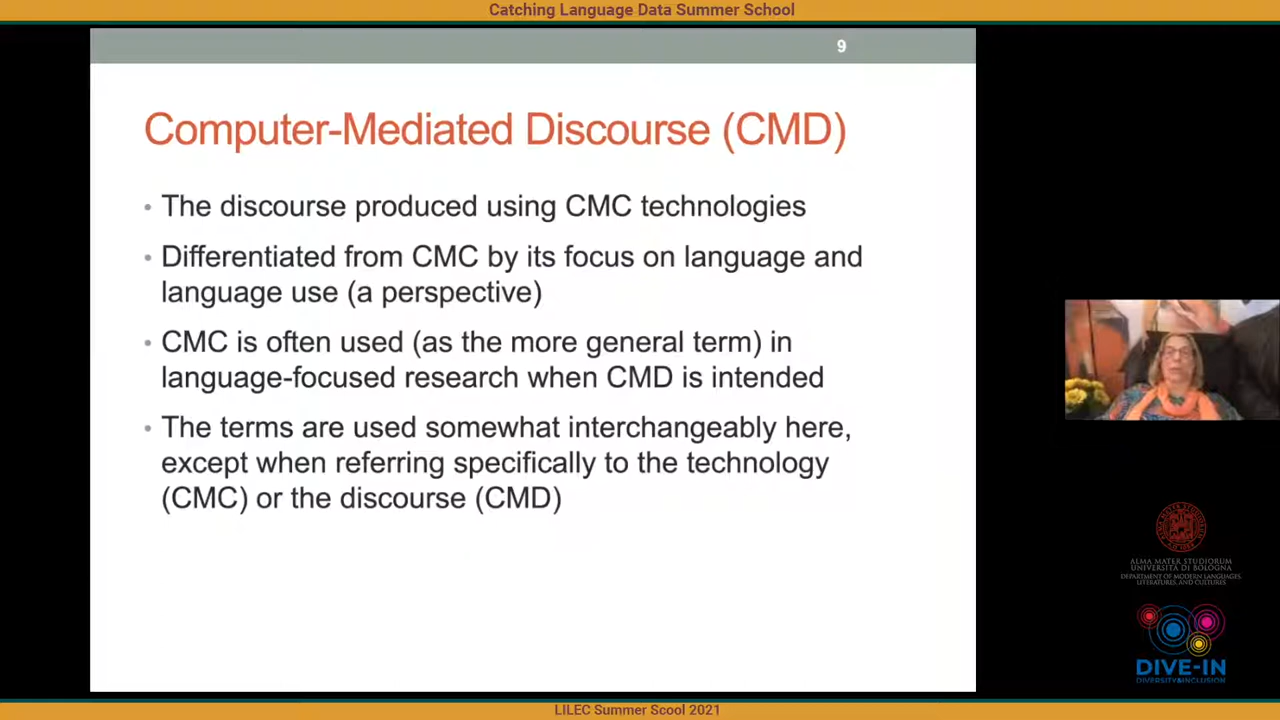 Catching Language Data Summer School
9
Computer-Mediated Discourse (CMD)
• The discourse produced using CMC technologies
• Differentiated from CMC by its focus on language and
language use (a perspective)
• CMC is often used (as the more general term) in
language-focused research when CMD is intended
• The terms are used somewhat interchangeably here,
except when referring specifically to the technology
(CMC) or the discourse (CMD)
ALMA MATER STUDIORUM
UNIVERSITÀ DI BOLOGNA
DEPARTMENT OF MODERN LANGUAGES,
LITERATURES, AND CULTURES
DIVE-IN
DIVERSITY&INCLUSION
LILEC Summer Scool 2021